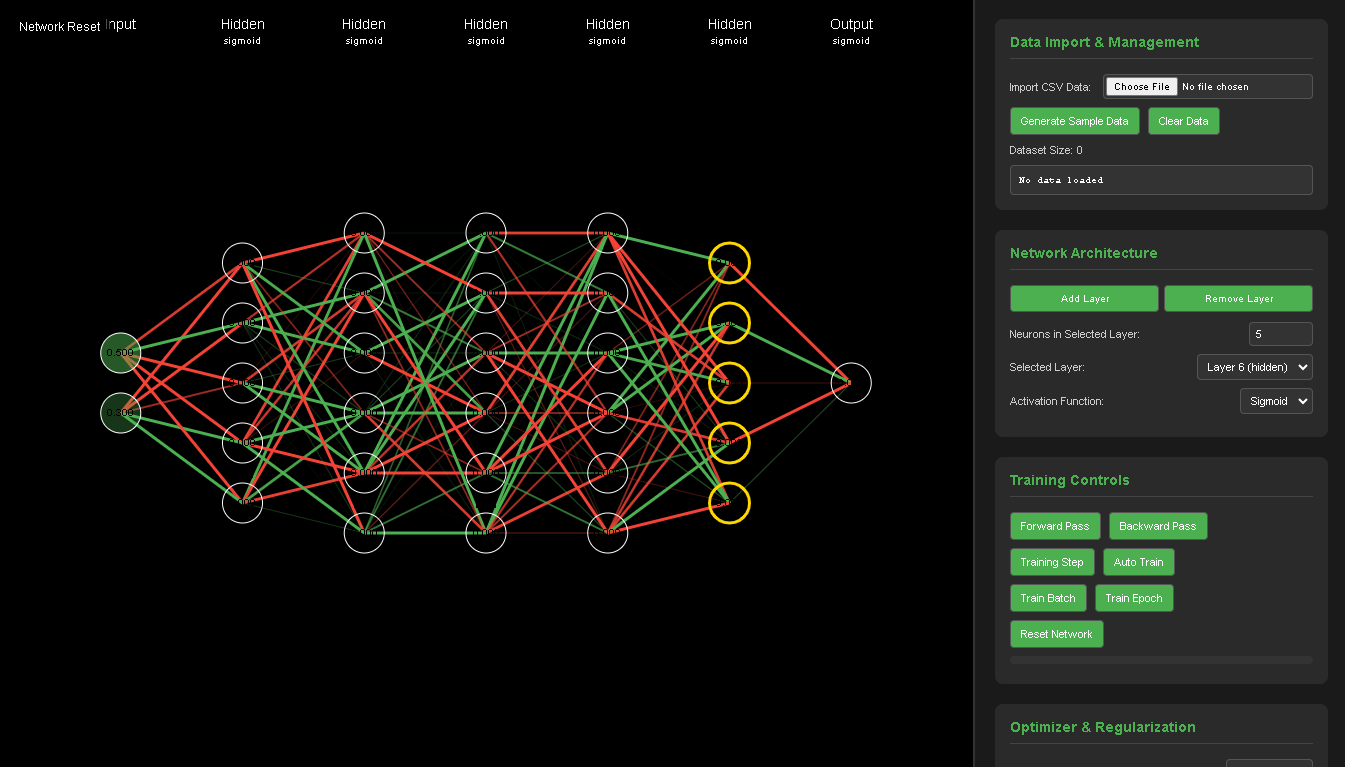 Network Reset Input
Hidden
sigmoid
Hidden
sigmoid
Hidden
sigmoid
Hidden
sigmoid
Hidden
sigmoid
Output
sigmoid
0.500
0.300
Data Import & Management
Import CSV Data: Choose File No file chosen
Generate Sample Data Clear Data
Dataset Size: 0
No data loaded
Network Architecture
Add Layer Remove Layer
Neurons in Selected Layer: 5
Selected Layer: Layer 6 (hidden)
Activation Function: Sigmoid
Training Controls
Forward Pass Backward Pass
Training Step Auto Train
Train Batch Train Epoch
Reset Network
Optimizer & Regularization